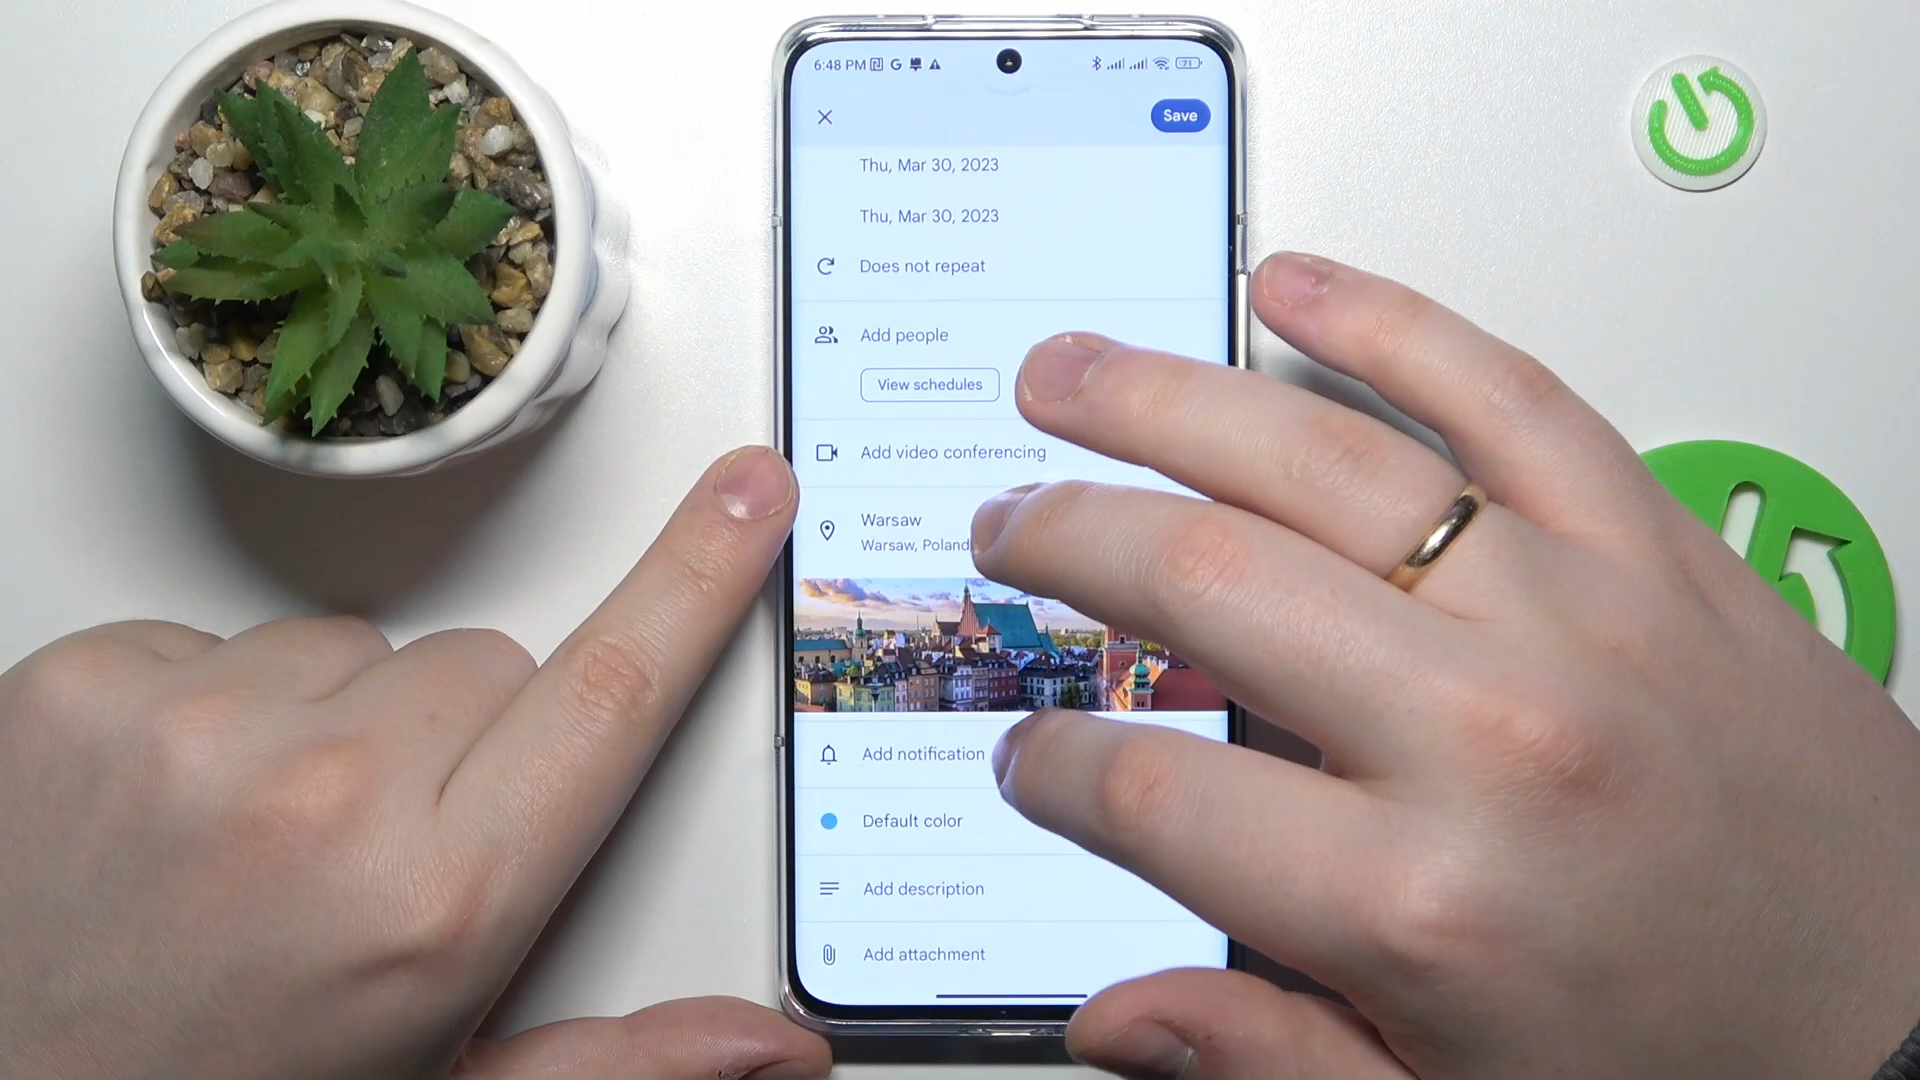 6:48 PM
Save
Thu, Mar 30, 2023
Thu, Mar 30, 2023
Does not repeat
Add people
View schedules
Add video conferencing
Warsaw
Warsaw, Poland
Add notification
Default color
Add description
Add attachment